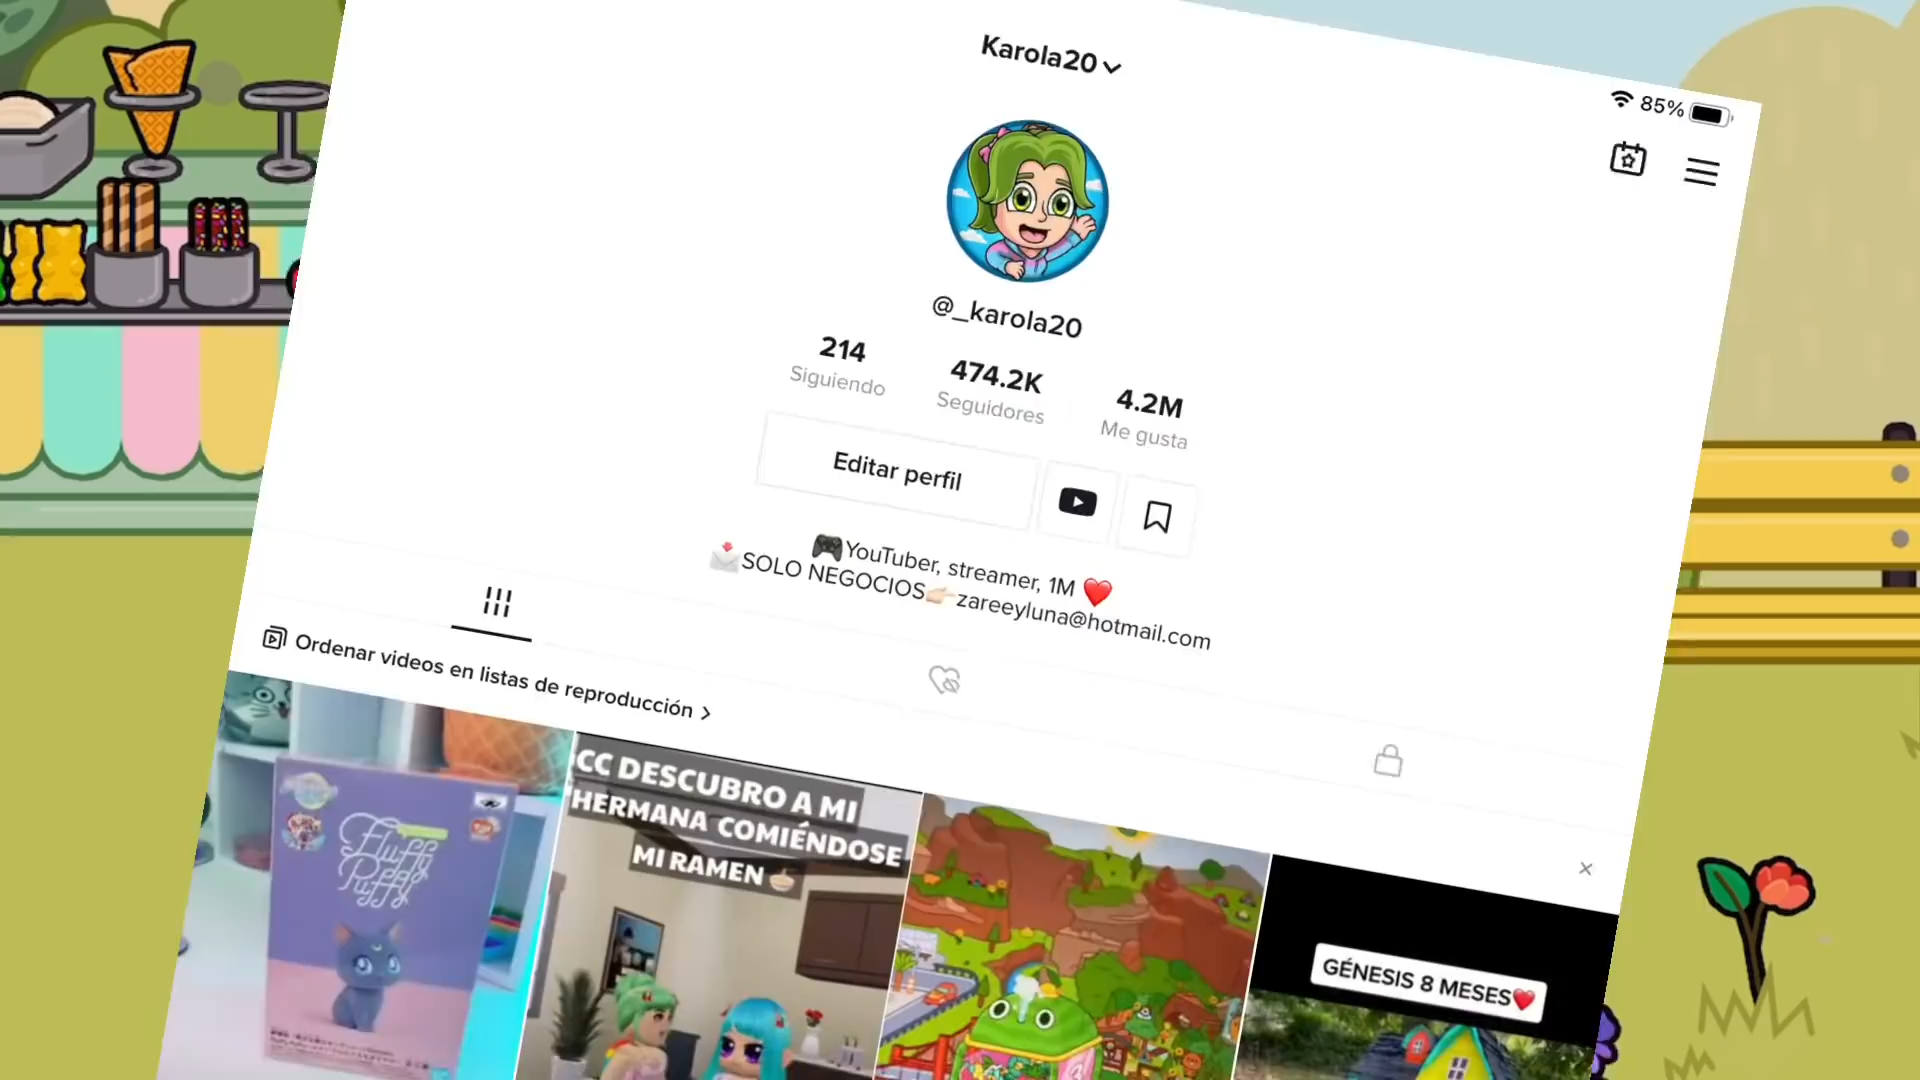 Karola20
85%
@_karola20
214
Siguiendo
474.2K
Seguidores
4.2M
Me gusta
Editar perfil
🎮YouTuber, streamer, 1M ❤️
📩SOLO NEGOCIOS👉🏻zareeyluna@hotmail.com
Ordenar videos en listas de reproducción
Fluffy
Puffy
CC DESCUBRO A MI
HERMANA COMIÉNDOSE
MI RAMEN🍜
GÉNESIS 8 MESES❤️